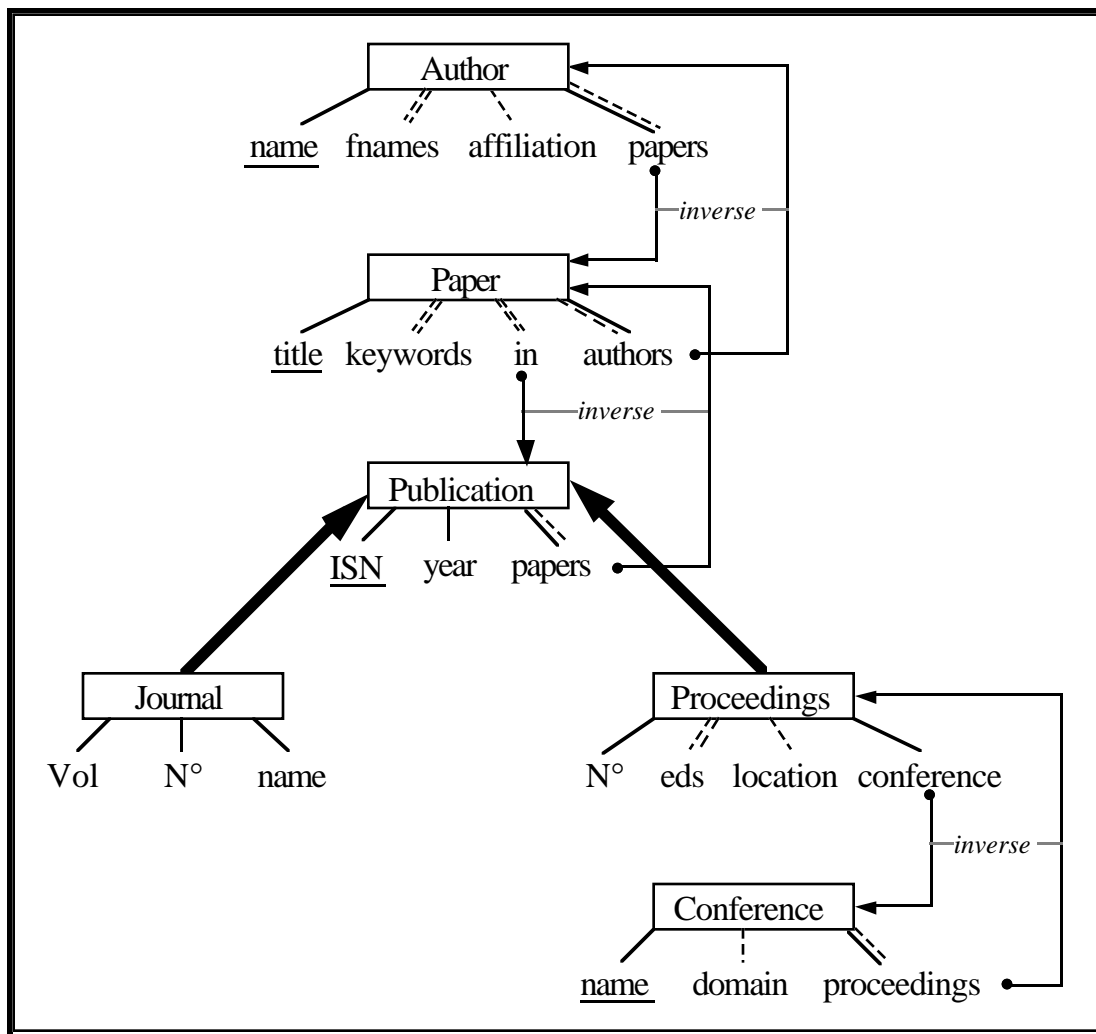 Author
name fnames affiliation papers
inverse
Paper
title keywords in authors
inverse
Publication
ISN year papers
Journal Proceedings
Vol N° name N° eds location conference
inverse
Conference
name domain proceedings